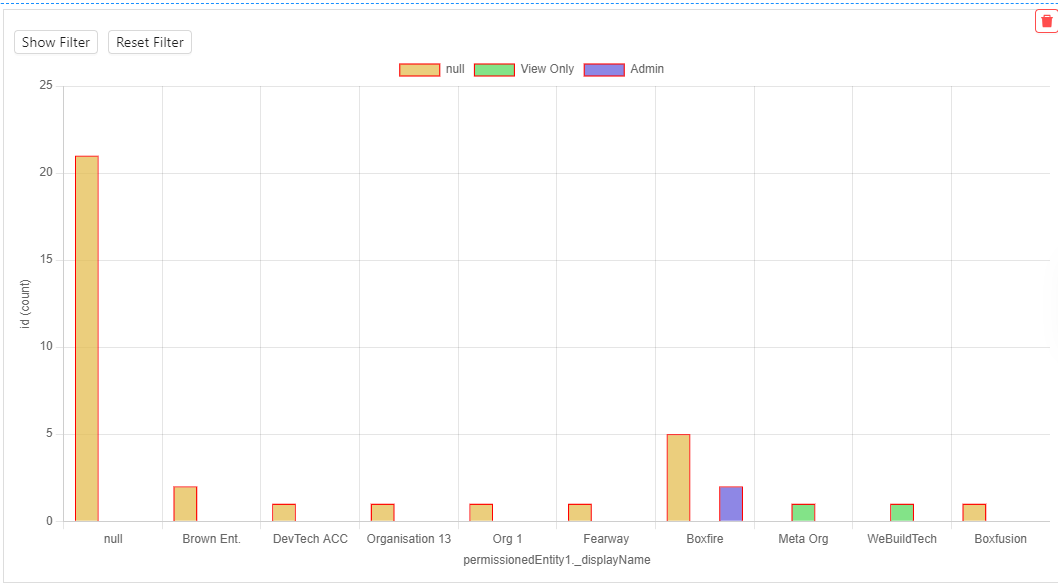 Show Filter Reset Filter
null View Only Admin
25
20
15
10
5
0
id (count)
null Brown Ent. DevTech ACC Organisation 13 Org 1 Fearway Boxfire Meta Org WeBuildTech Boxfusion
permissionedEntity1._displayName